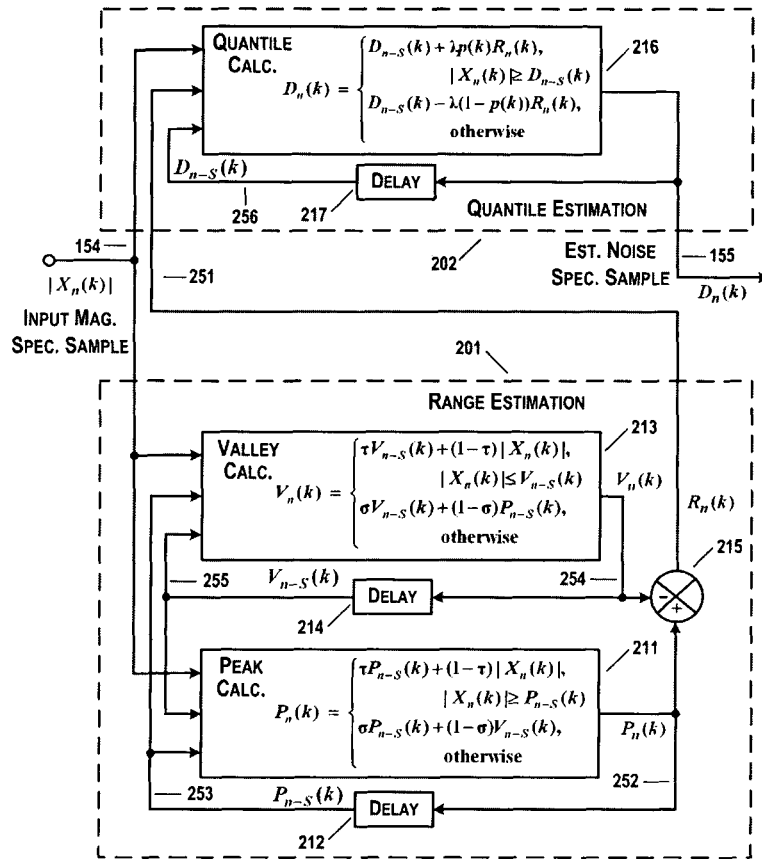 QUANTILE CALC.
D_n(k) = { D_{n-S}(k) + λp(k)R_n(k),
|X_n(k)| ≥ D_{n-S}(k)
D_{n-S}(k) − λ(1 − p(k))R_n(k),
otherwise
216
D_{n-S}(k)
256
217
DELAY
QUANTILE ESTIMATION
154
251
202
155
EST. NOISE SPEC. SAMPLE
D_n(k)
|X_n(k)|
INPUT MAG. SPEC. SAMPLE
201
RANGE ESTIMATION
213
VALLEY CALC.
V_n(k) = { τV_{n-S}(k) + (1 − τ)|X_n(k)|,
|X_n(k)| ≤ V_{n-S}(k)
σV_{n-S}(k) + (1 − σ)P_{n-S}(k),
otherwise
V_n(k)
R_n(k)
215
255
V_{n-S}(k)
254
214
DELAY
-
+
211
PEAK CALC.
P_n(k) = { τP_{n-S}(k) + (1 − τ)|X_n(k)|,
|X_n(k)| ≥ P_{n-S}(k)
σP_{n-S}(k) + (1 − σ)V_{n-S}(k),
otherwise
P_n(k)
252
253
P_{n-S}(k)
212
DELAY